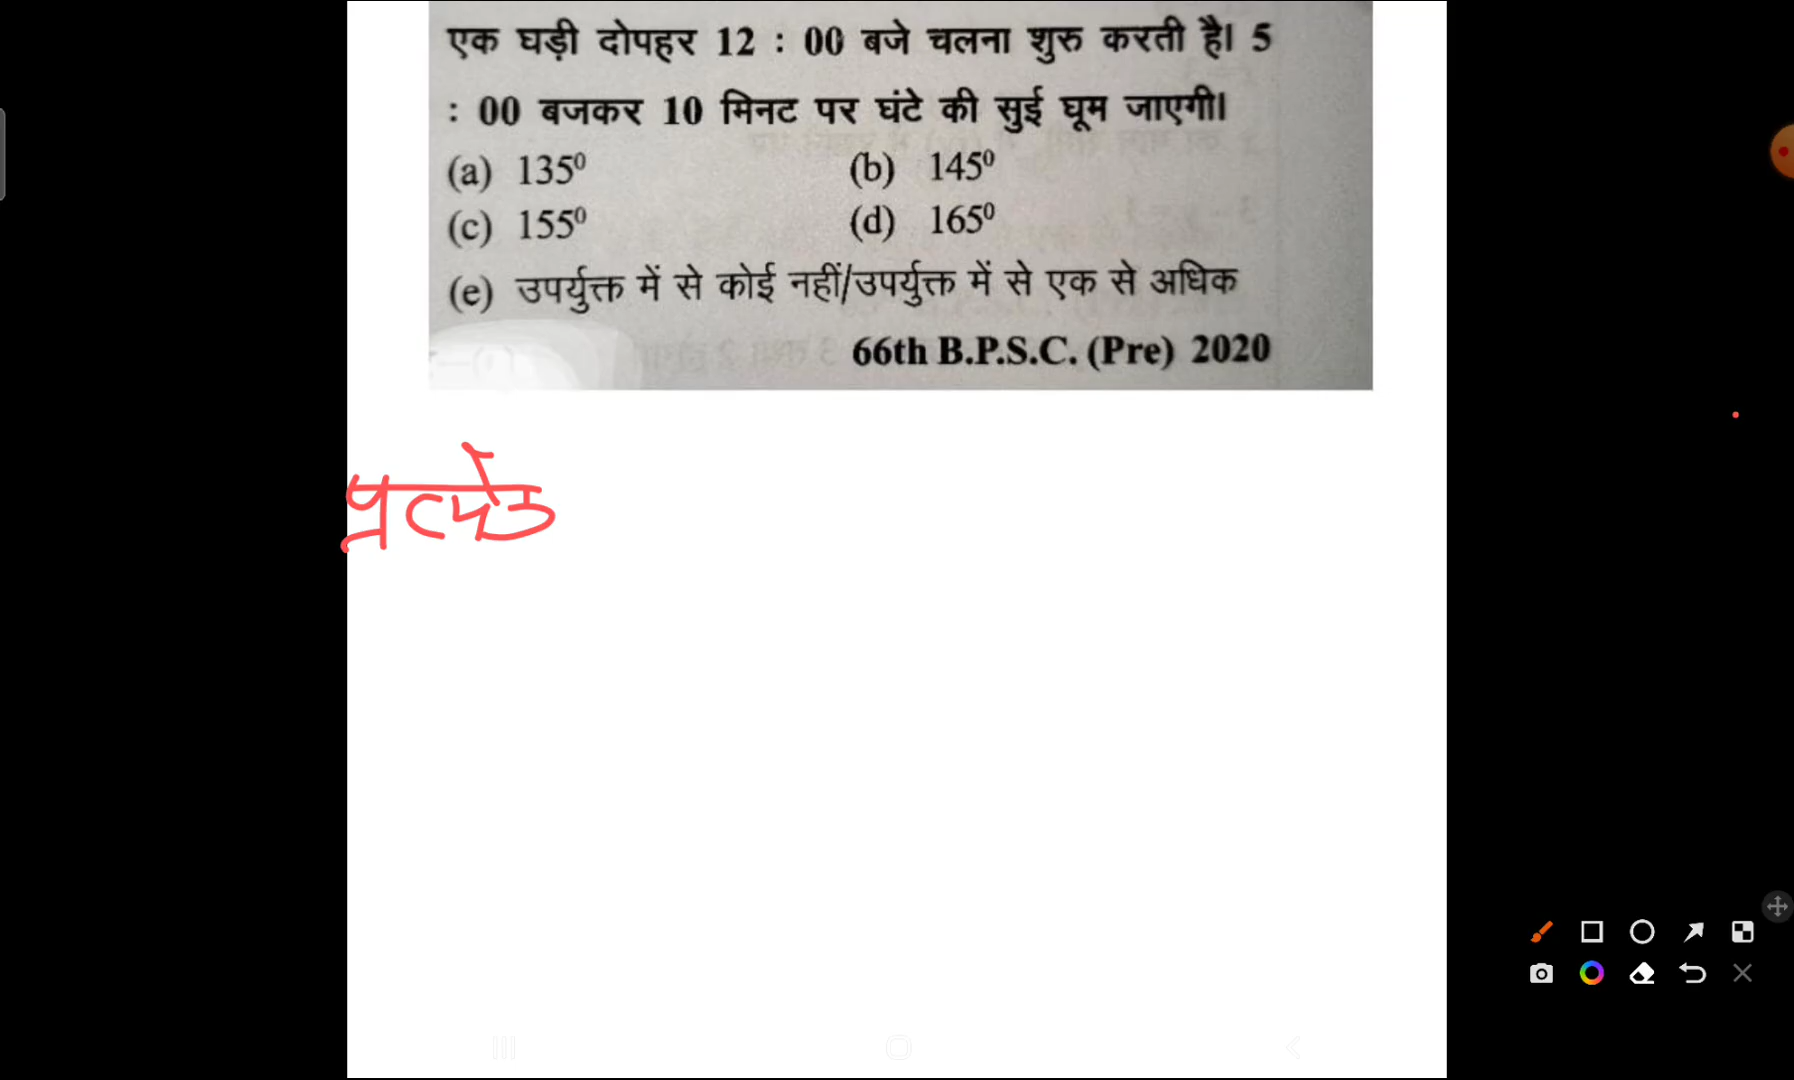 एक घड़ी दोपहर 12 : 00 बजे चलना शुरु करती है। 5
: 00 बजकर 10 मिनट पर घंटे की सुई घूम जाएगी।
(a) 135⁰ (b) 145⁰
(c) 155⁰ (d) 165⁰
(e) उपर्युक्त में से कोई नहीं/उपर्युक्त में से एक से अधिक
66th B.P.S.C. (Pre) 2020
प्रत्येक